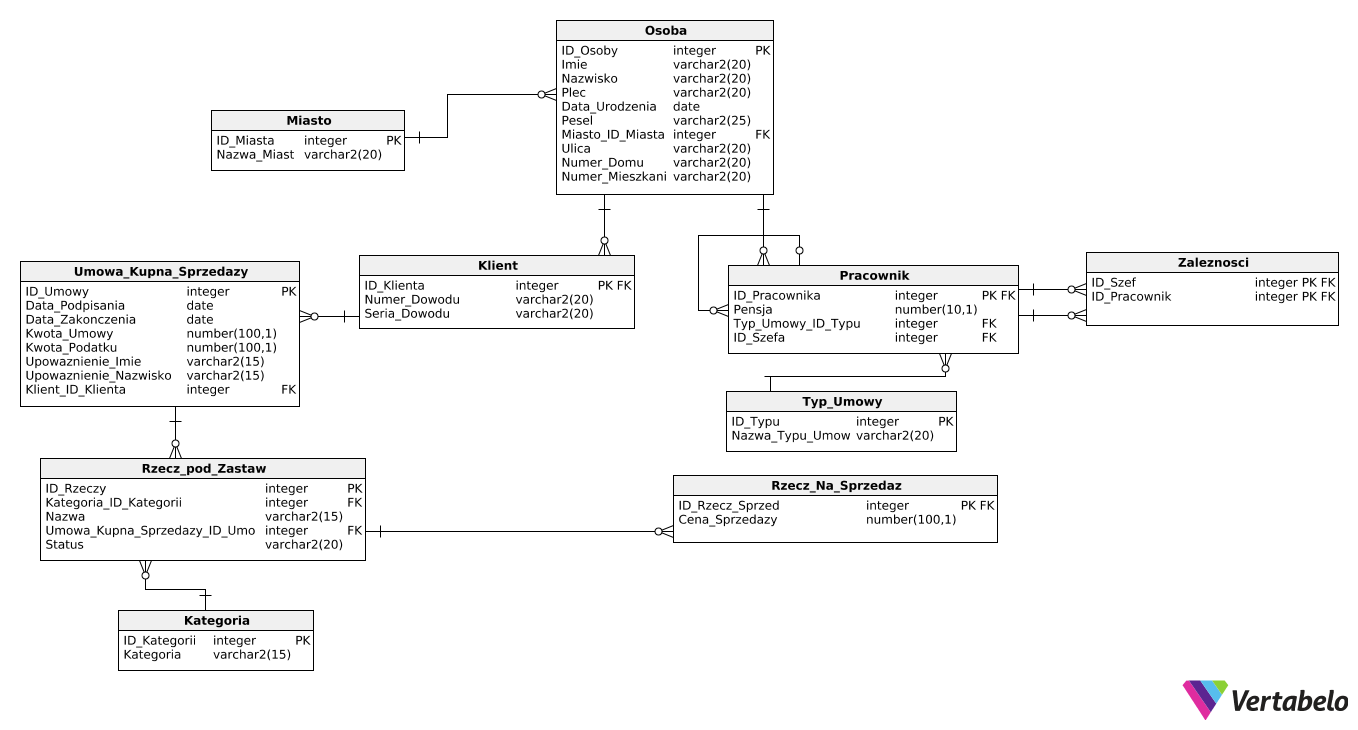 Osoba
ID_Osoby integer PK
Imie varchar2(20)
Nazwisko varchar2(20)
Plec varchar2(20)
Data_Urodzenia date
Pesel varchar2(25)
Miasto_ID_Miasta integer FK
Ulica varchar2(20)
Numer_Domu varchar2(20)
Numer_Mieszkani varchar2(20)
Miasto
ID_Miasta integer PK
Nazwa_Miast varchar2(20)
Umowa_Kupna_Sprzedazy
ID_Umowy integer PK
Data_Podpisania date
Data_Zakonczenia date
Kwota_Umowy number(100,1)
Kwota_Podatku number(100,1)
Upowaznienie_Imie varchar2(15)
Upowaznienie_Nazwisko varchar2(15)
Klient_ID_Klienta integer FK
Klient
ID_Klienta integer PK FK
Numer_Dowodu varchar2(20)
Seria_Dowodu varchar2(20)
Pracownik
ID_Pracownika integer PK FK
Pensja number(10,1)
Typ_Umowy_ID_Typu integer FK
ID_Szefa integer FK
Zaleznosci
ID_Szef integer PK FK
ID_Pracownik integer PK FK
Typ_Umowy
ID_Typu integer PK
Nazwa_Typu_Umow varchar2(20)
Rzecz_pod_Zastaw
ID_Rzeczy integer PK
Kategoria_ID_Kategorii integer FK
Nazwa varchar2(15)
Umowa_Kupna_Sprzedazy_ID_Umo integer FK
Status varchar2(20)
Rzecz_Na_Sprzedaz
ID_Rzecz_Sprzed integer PK FK
Cena_Sprzedazy number(100,1)
Kategoria
ID_Kategorii integer PK
Kategoria varchar2(15)
Vertabelo